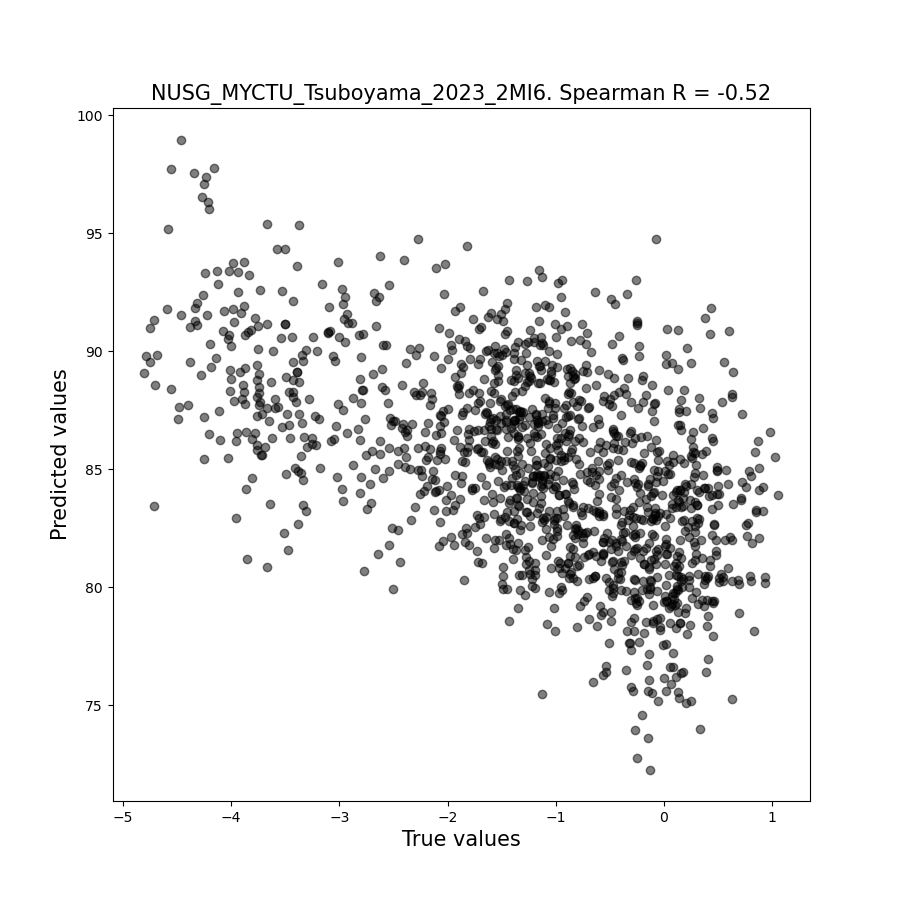 NUSG_MYCTU_Tsuboyama_2023_2MI6. Spearman R = -0.52
100
95
90
85
80
75
Predicted values
−5 −4 −3 −2 −1 0 1
True values